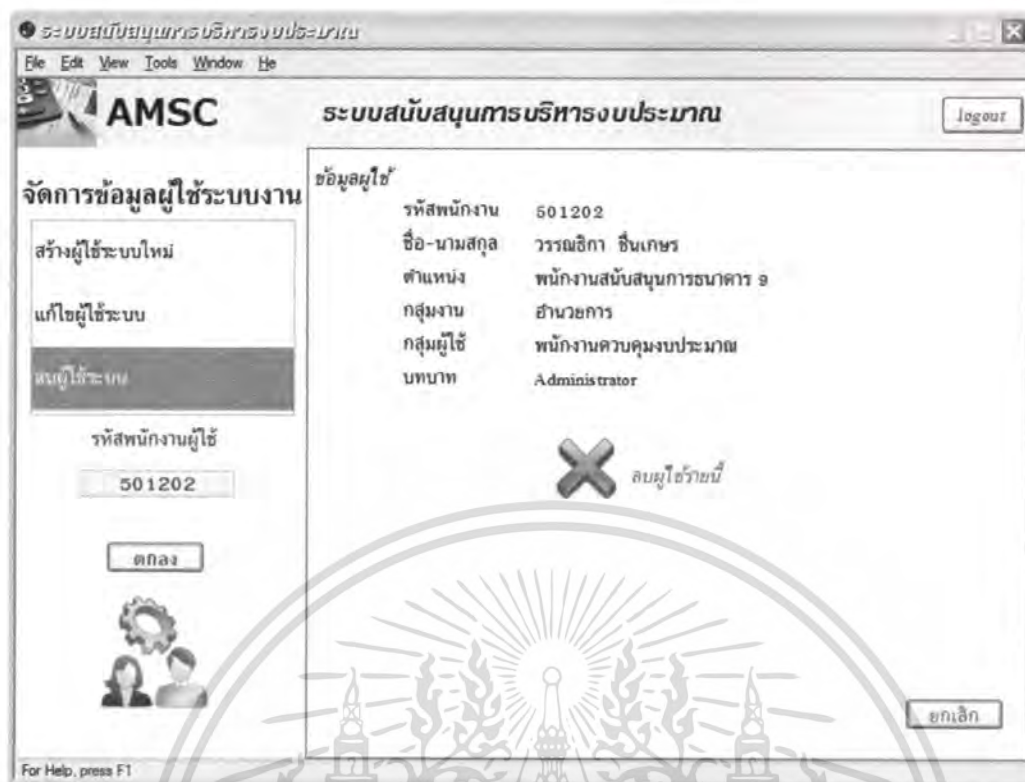 ระบบสนับสนุนการบริหารงบประมาณ
File Edit View Tools Window He
AMSC
ระบบสนับสนุนการบริหารงบประมาณ
logout
จัดการข้อมูลผู้ใช้ระบบงาน
สร้างผู้ใช้ระบบใหม่
แก้ไขผู้ใช้ระบบ
ลบผู้ใช้ระบบ
รหัสพนักงานผู้ใช้
501202
ตกลง
ข้อมูลผู้ใช้
รหัสพนักงาน 501202
ชื่อ-นามสกุล วรรณธิกา ชื่นเกษร
ตำแหน่ง พนักงานสนับสนุนการธนาคาร 9
กลุ่มงาน อำนวยการ
กลุ่มผู้ใช้ พนักงานควบคุมงบประมาณ
บทบาท Administrator
ลบผู้ใช้รายนี้
ยกเลิก
For Help, press F1